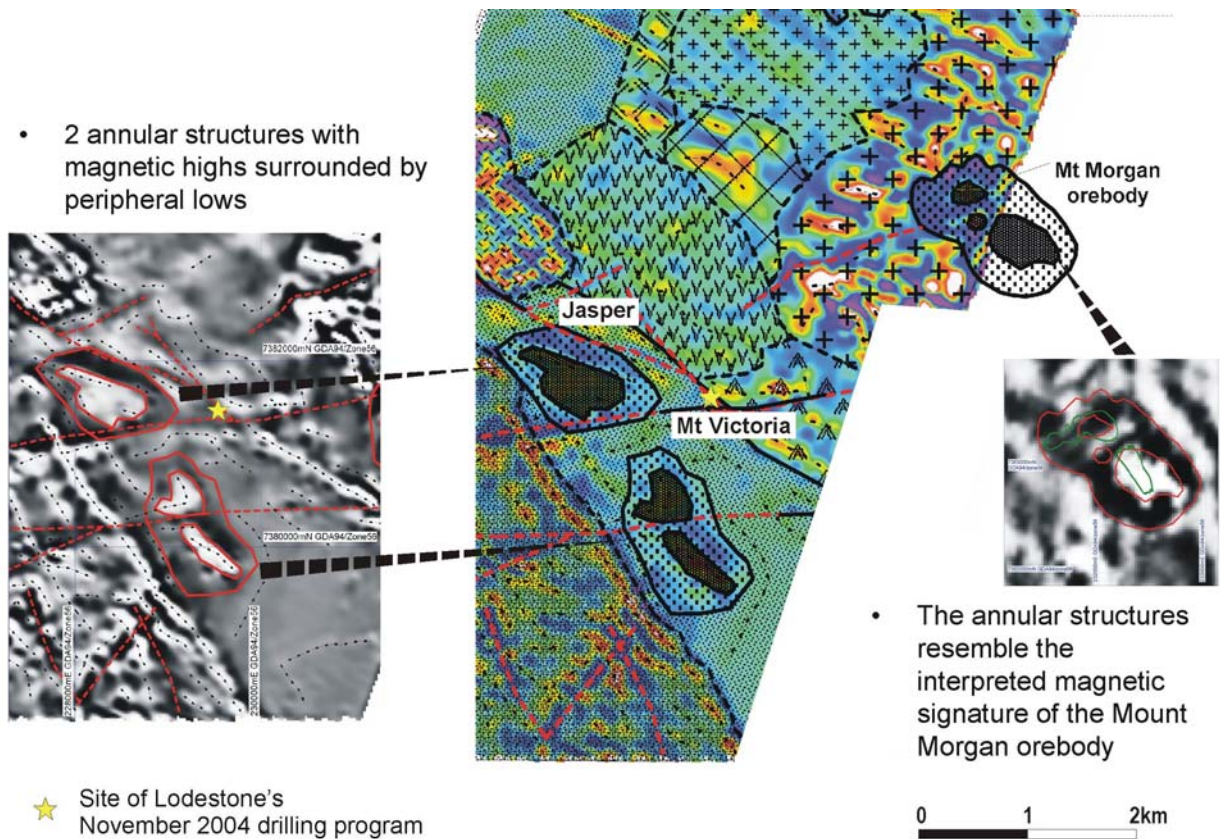 • 2 annular structures with
magnetic highs surrounded by
peripheral lows
Mt Morgan
orebody
Jasper
Mt Victoria
7382000mN GDA94/Zone56
7380000mN GDA94/Zone56
228000mE GDA94/Zone56
230000mE GDA94/Zone56
• The annular structures
resemble the
interpreted magnetic
signature of the Mount
Morgan orebody
Site of Lodestone's
November 2004 drilling program
0 1 2km